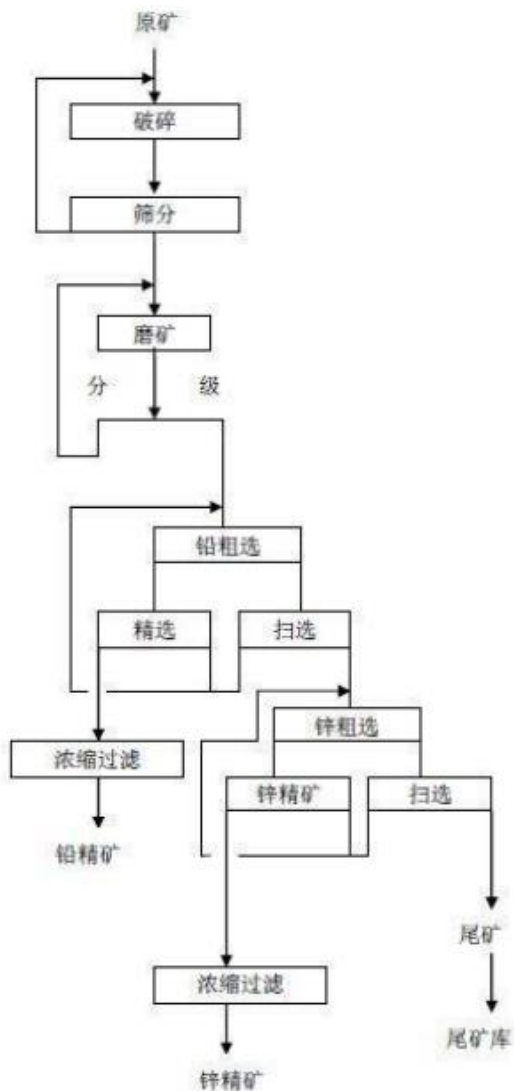 原矿
破碎
筛分
磨矿
分 级
铅粗选
精选 扫选
锌粗选
浓缩过滤
锌精矿 扫选
铅精矿
尾矿
浓缩过滤
尾矿库
锌精矿